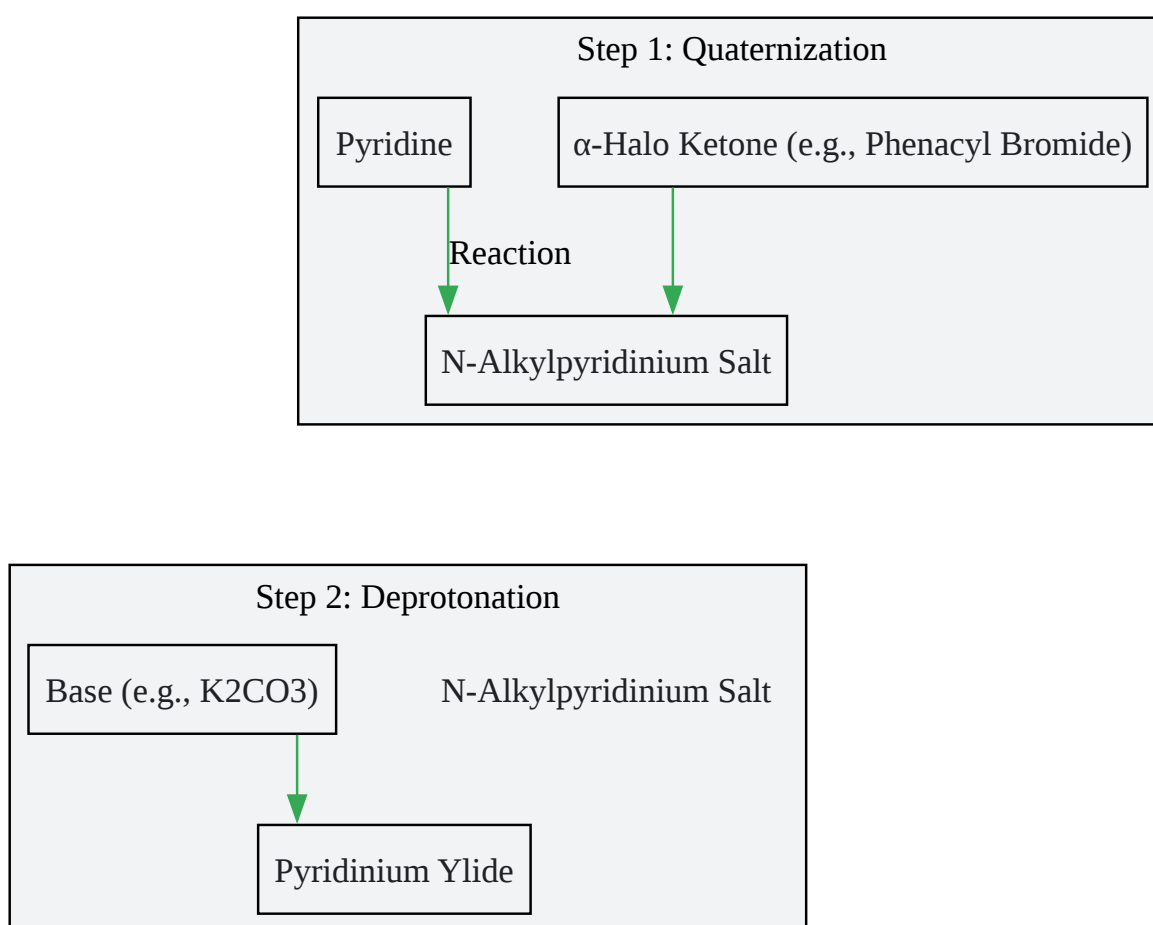 Step 1: Quaternization
Pyridine
α-Halo Ketone (e.g., Phenacyl Bromide)
Reaction
N-Alkylpyridinium Salt
Step 2: Deprotonation
Base (e.g., K2CO3)
N-Alkylpyridinium Salt
Pyridinium Ylide